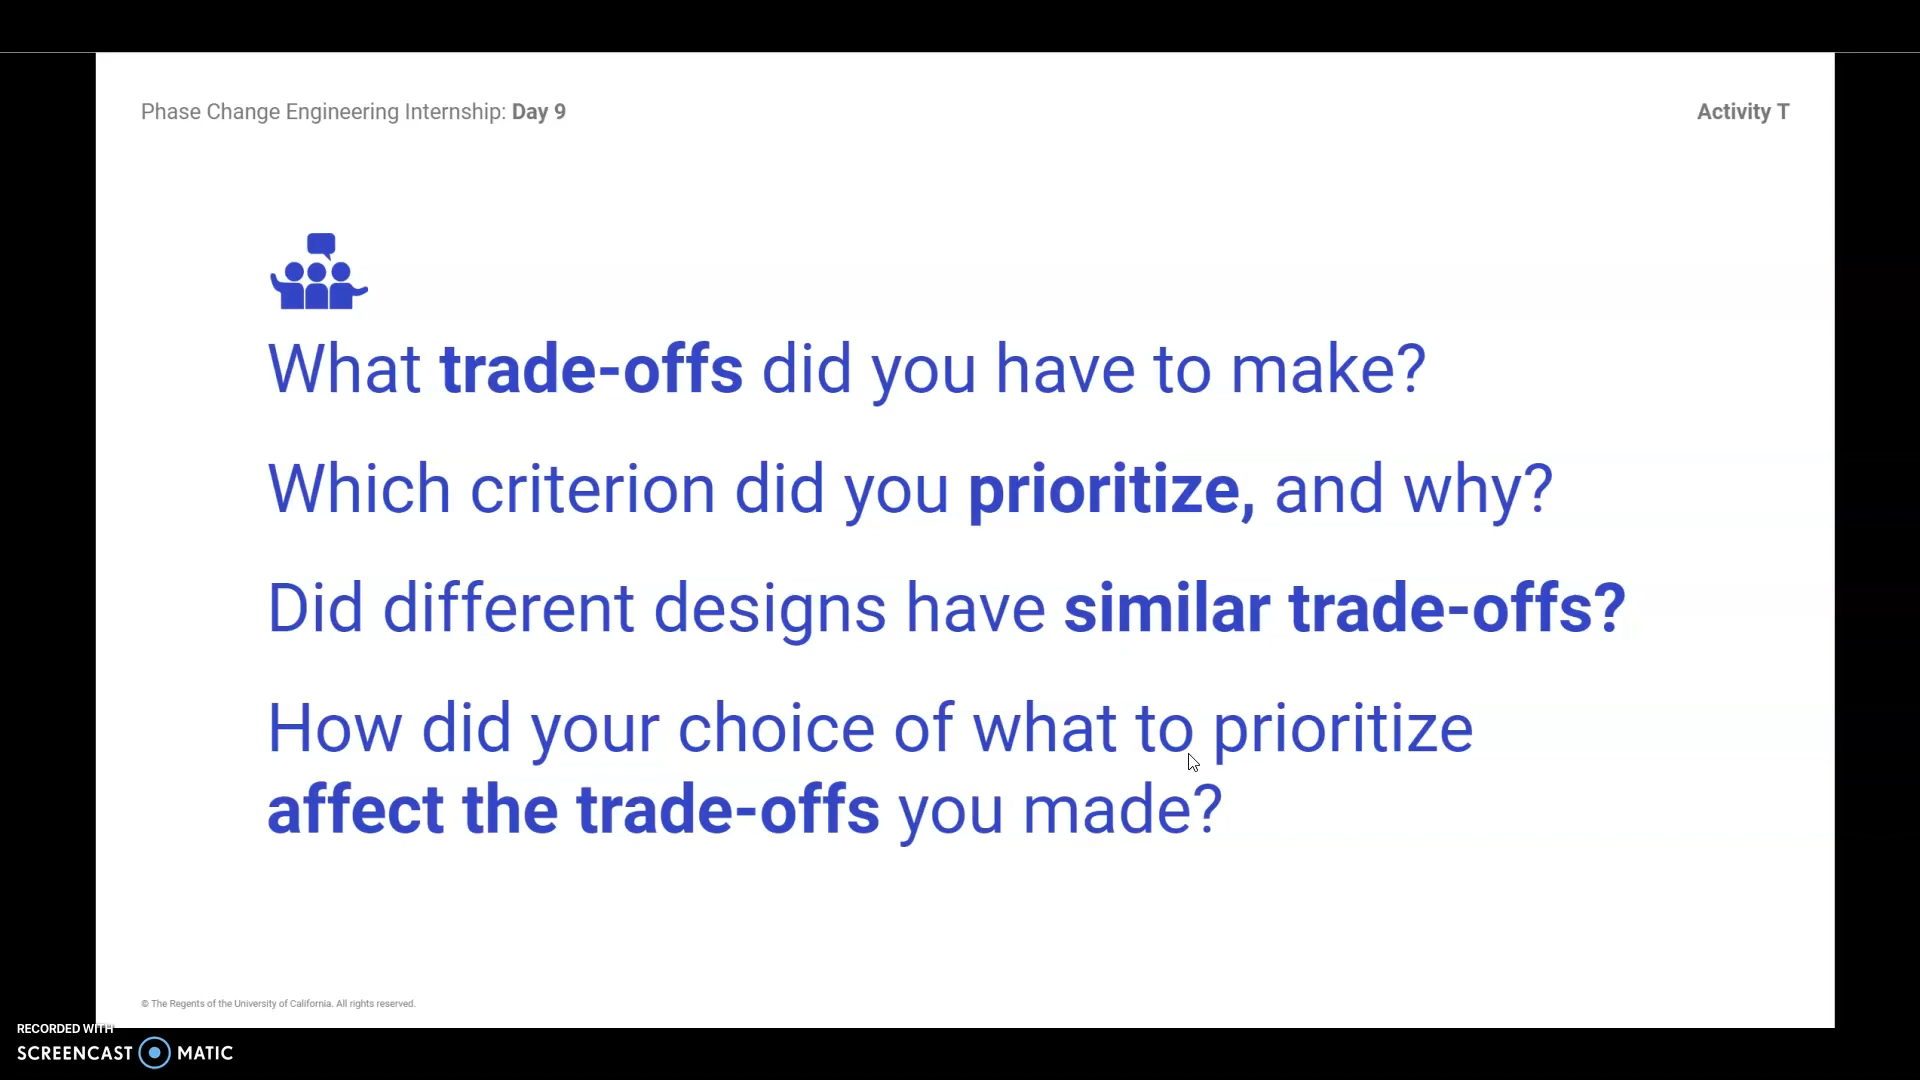 Phase Change Engineering Internship: Day 9
Activity T
What trade-offs did you have to make?
Which criterion did you prioritize, and why?
Did different designs have similar trade-offs?
How did your choice of what to prioritize
affect the trade-offs you made?
© The Regents of the University of California. All rights reserved.
RECORDED WITH
SCREENCAST MATIC